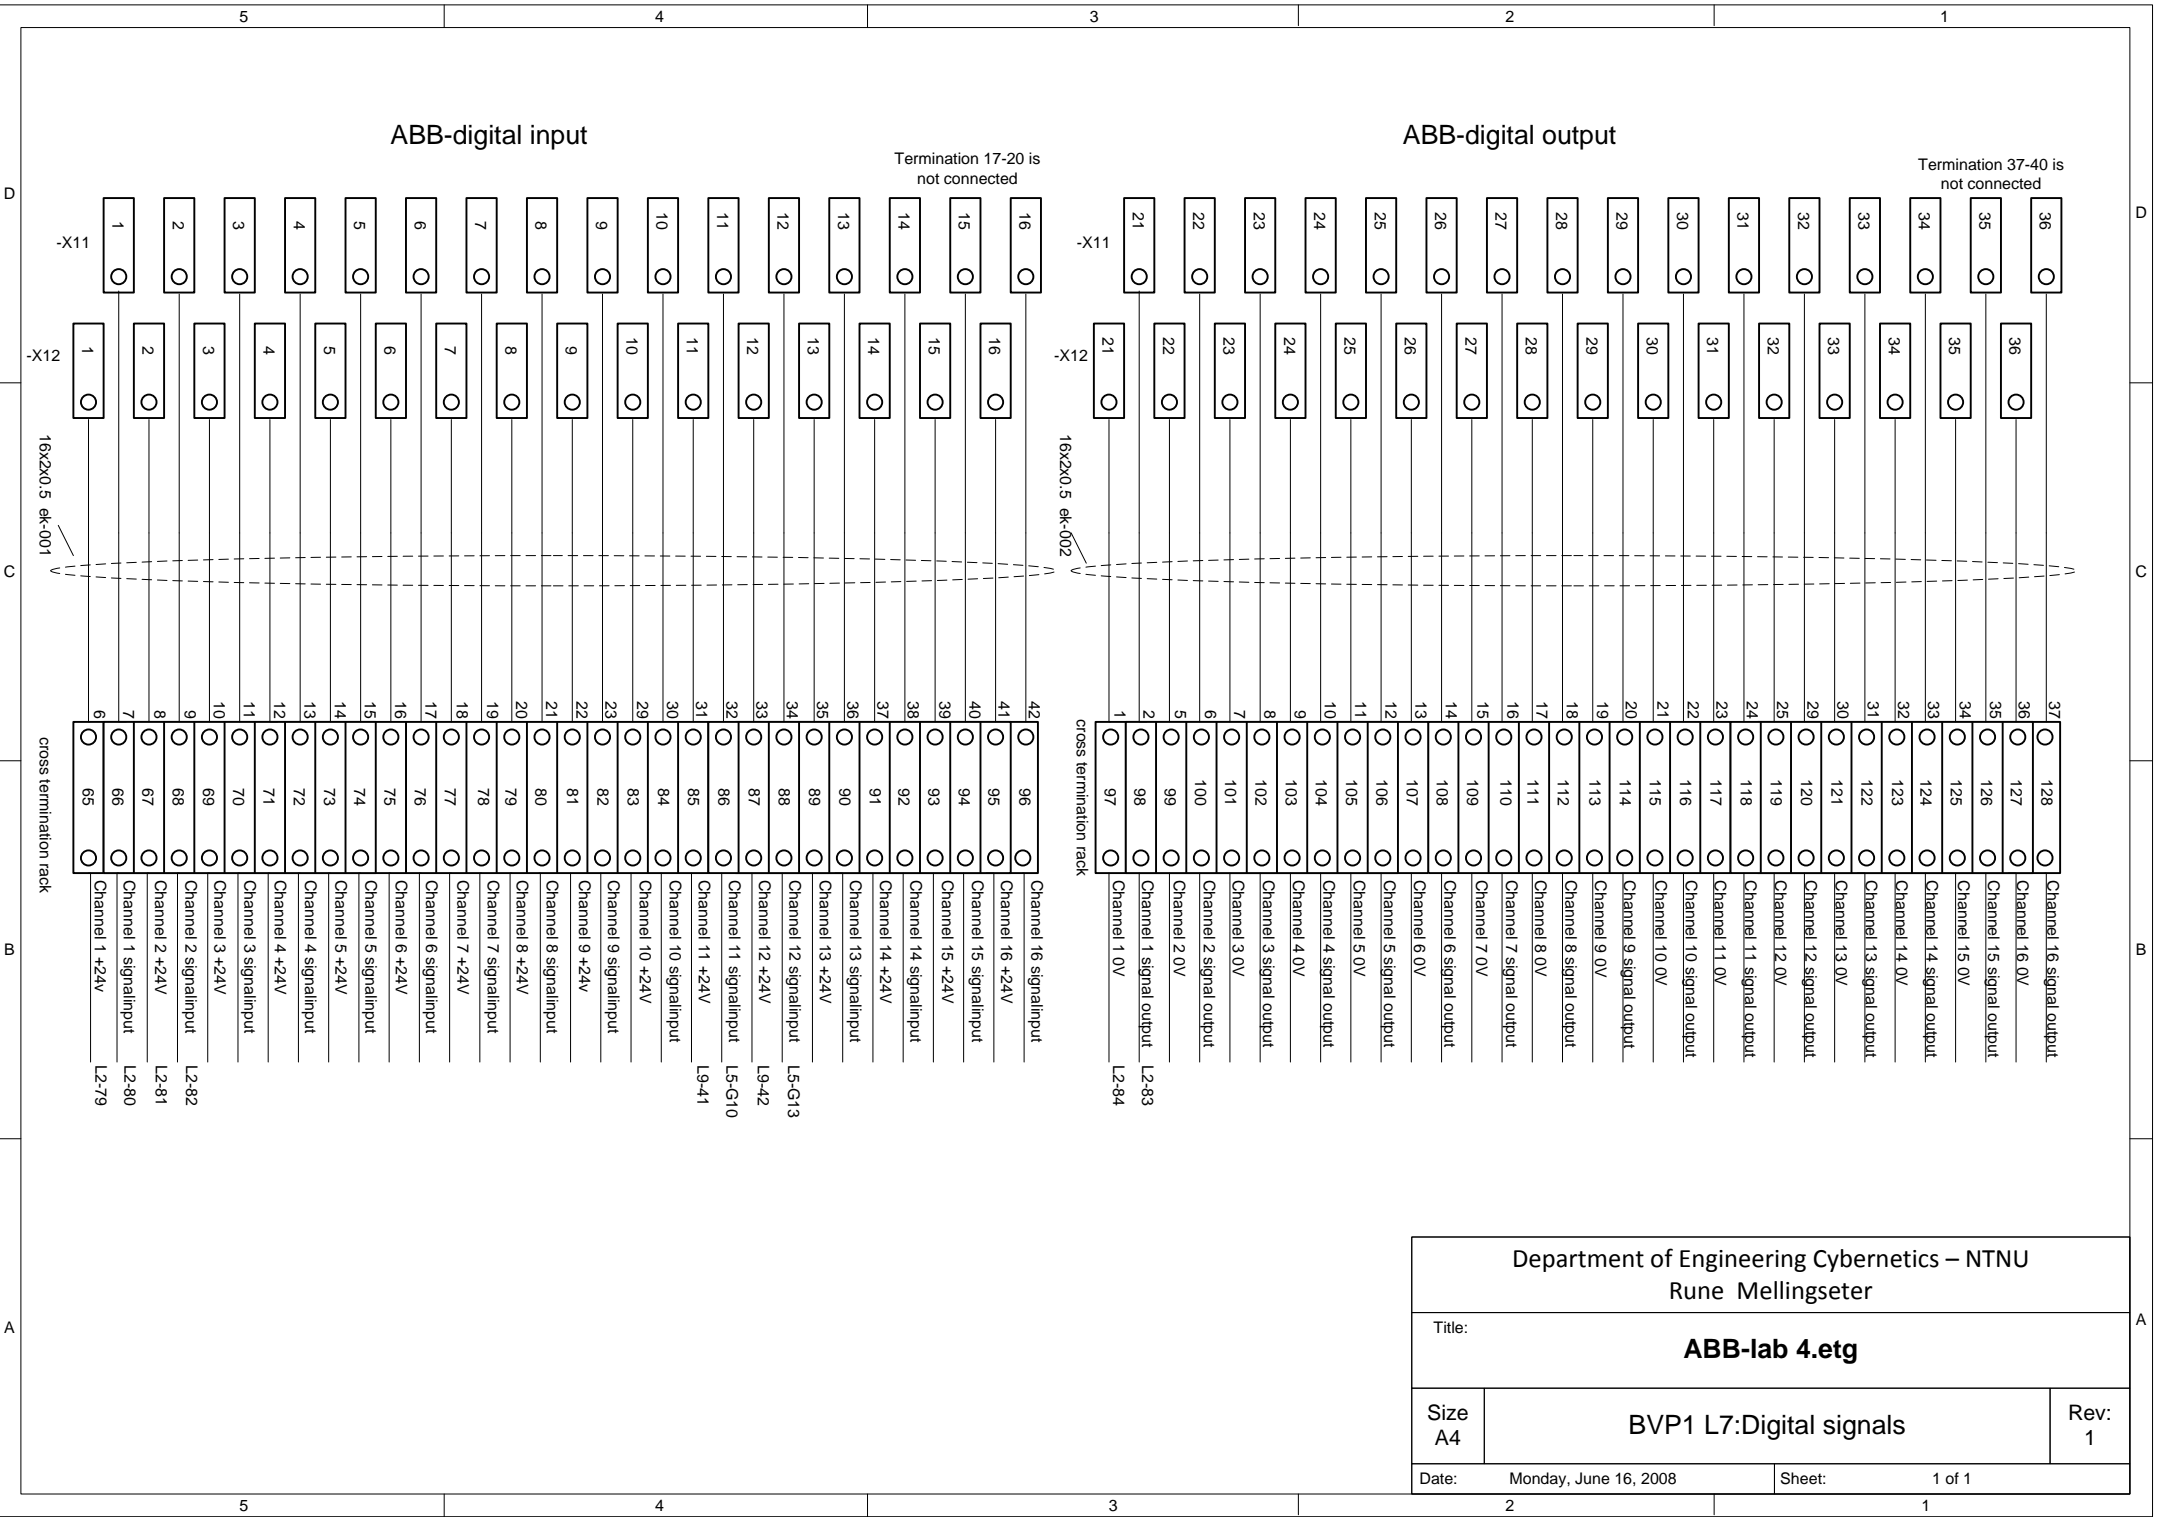 5 4 3 2 1
ABB-digital input
ABB-digital output
Termination 17-20 is
not connected
Termination 37-40 is
not connected
D
D
-X11
1 2 3 4 5 6 7 8 9 10 11 12 13 14 15 16
-X11
21 22 23 24 25 26 27 28 29 30 31 32 33 34 35 36
-X12
1 2 3 4 5 6 7 8 9 10 11 12 13 14 15 16
-X12
21 22 23 24 25 26 27 28 29 30 31 32 33 34 35 36
16x2x0.5 ek-001
16x2x0.5 ek-002
C
C
6 7 8 9 10 11 12 13 14 15 16 17 18 19 20 21 22 23 29 30 31 32 33 34 35 36 37 38 39 40 41 42
1 2 5 6 7 8 9 10 11 12 13 14 15 16 17 18 19 20 21 22 23 24 25 29 30 31 32 33 34 35 36 37
cross termination rack
65 66 67 68 69 70 71 72 73 74 75 76 77 78 79 80 81 82 83 84 85 86 87 88 89 90 91 92 93 94 95 96
cross termination rack
97 98 99 100 101 102 103 104 105 106 107 108 109 110 111 112 113 114 115 116 117 118 119 120 121 122 123 124 125 126 127 128
B
B
Channel 1 +24v
Channel 1 signalinput
Channel 2 +24V
Channel 2 signalinput
Channel 3 +24V
Channel 3 signalinput
Channel 4 +24V
Channel 4 signalinput
Channel 5 +24V
Channel 5 signalinput
Channel 6 +24V
Channel 6 signalinput
Channel 7 +24V
Channel 7 signalinput
Channel 8 +24V
Channel 8 signalinput
Channel 9 +24v
Channel 9 signalinput
Channel 10 +24V
Channel 10 signalinput
Channel 11 +24V
Channel 11 signalinput
Channel 12 +24V
Channel 12 signalinput
Channel 13 +24V
Channel 13 signalinput
Channel 14 +24V
Channel 14 signalinput
Channel 15 +24V
Channel 15 signalinput
Channel 16 +24V
Channel 16 signalinput
L2-79
L2-80
L2-81
L2-82
L9-41
L5-G10
L9-42
L5-G13
Channel 1 0V
Channel 1 signal output
Channel 2 0V
Channel 2 signal output
Channel 3 0V
Channel 3 signal output
Channel 4 0V
Channel 4 signal output
Channel 5 0V
Channel 5 signal output
Channel 6 0V
Channel 6 signal output
Channel 7 0V
Channel 7 signal output
Channel 8 0V
Channel 8 signal output
Channel 9 0V
Channel 9 signal output
Channel 10 0V
Channel 10 signal output
Channel 11 0V
Channel 11 signal output
Channel 12 0V
Channel 12 signal output
Channel 13 0V
Channel 13 signal output
Channel 14 0V
Channel 14 signal output
Channel 15 0V
Channel 15 signal output
Channel 16 0V
Channel 16 signal output
L2-84
L2-83
A
A
Department of Engineering Cybernetics – NTNU
Rune Mellingseter
Title:
ABB-lab 4.etg
Size
A4
BVP1 L7:Digital signals
Rev:
1
Date: Monday, June 16, 2008
Sheet: 1 of 1
5 4 3 2 1